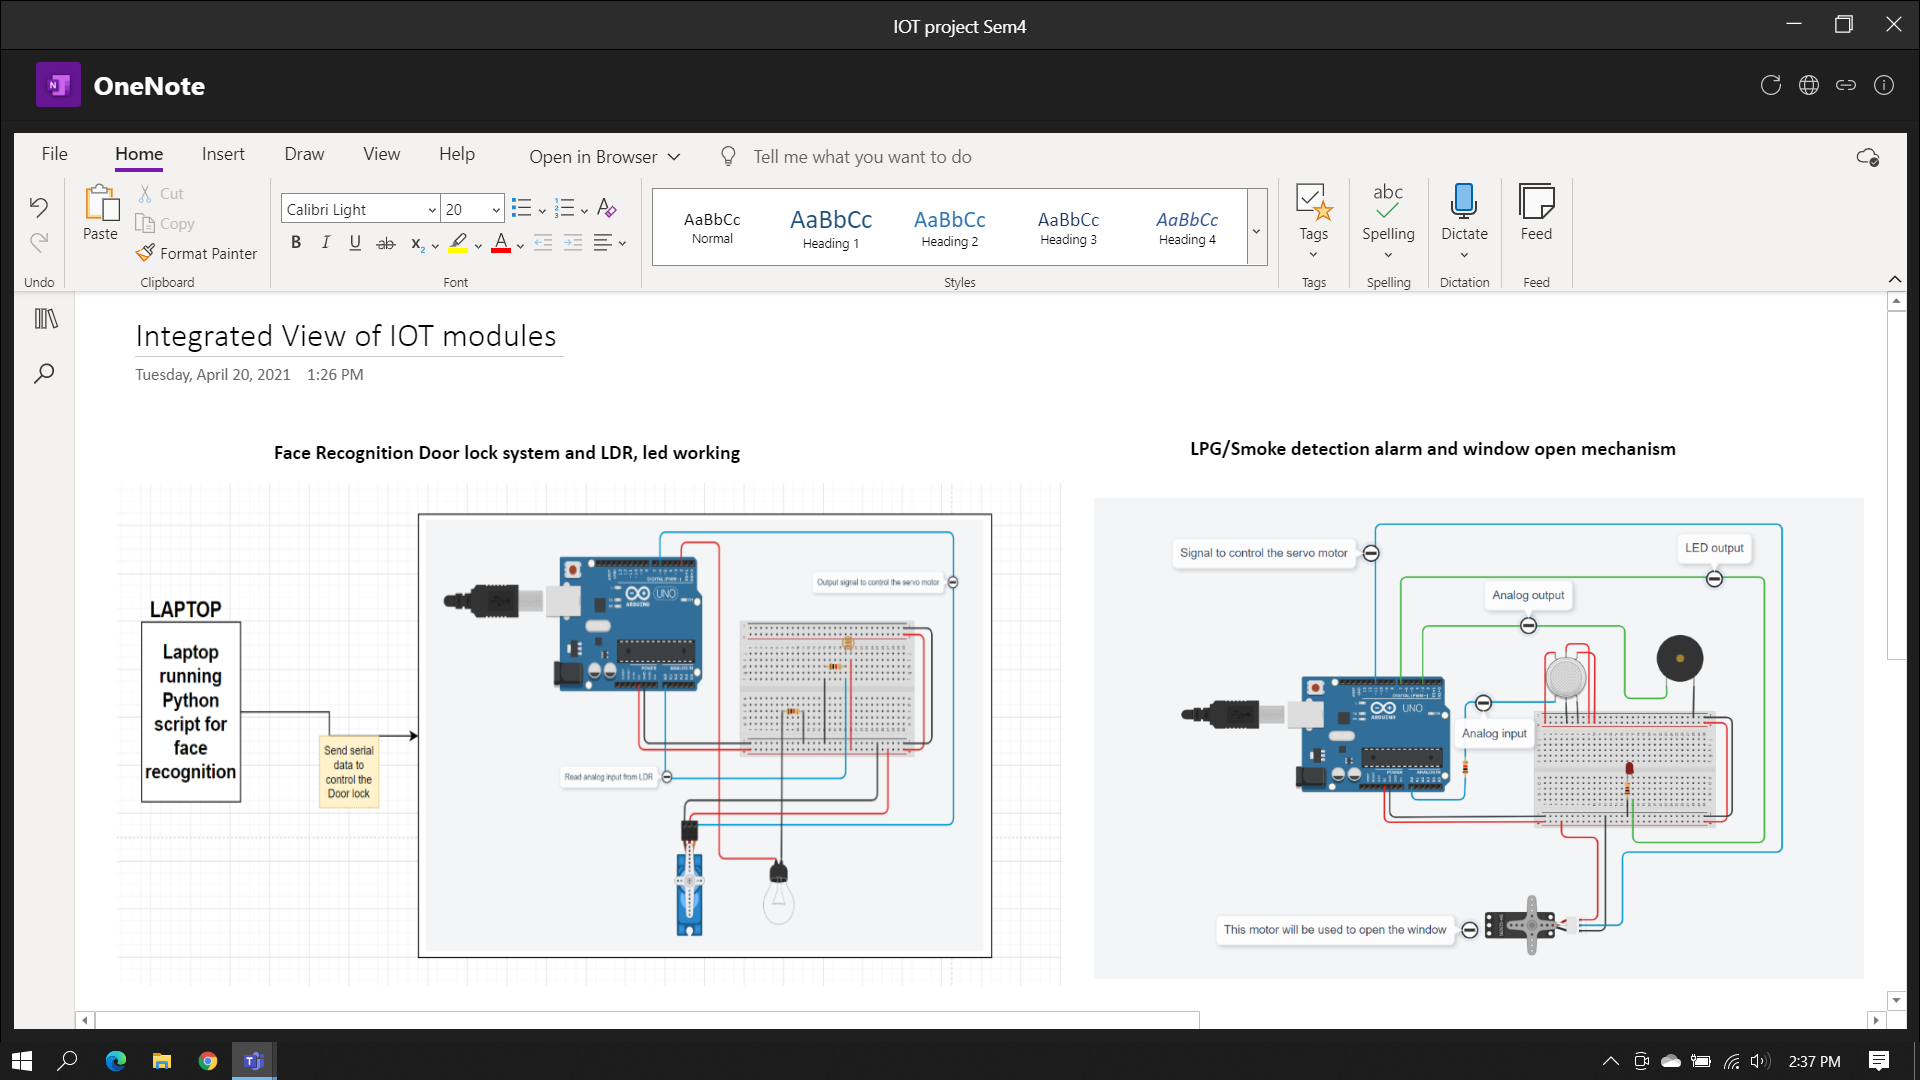 IOT project Sem4
OneNote
File Home Insert Draw View Help Open in Browser Tell me what you want to do
Paste
Cut
Copy
Format Painter
Calibri Light 20
B I U ab x₂ A
AaBbCc AaBbCc AaBbCc AaBbCc AaBbCc
Normal Heading 1 Heading 2 Heading 3 Heading 4
abc
Tags Spelling Dictate Feed
Undo Clipboard Font Styles Tags Spelling Dictation Feed
Integrated View of IOT modules
Tuesday, April 20, 2021 1:26 PM
Face Recognition Door lock system and LDR, led working
LAPTOP
Laptop
running
Python
script for
face
recognition
Send serial
data to
control the
Door lock
UNO
ARDUINO
Output signal to control the servo motor
Read analog input from LDR
LPG/Smoke detection alarm and window open mechanism
Signal to control the servo motor
LED output
Analog output
UNO
ARDUINO
Analog input
This motor will be used to open the window
2:37 PM